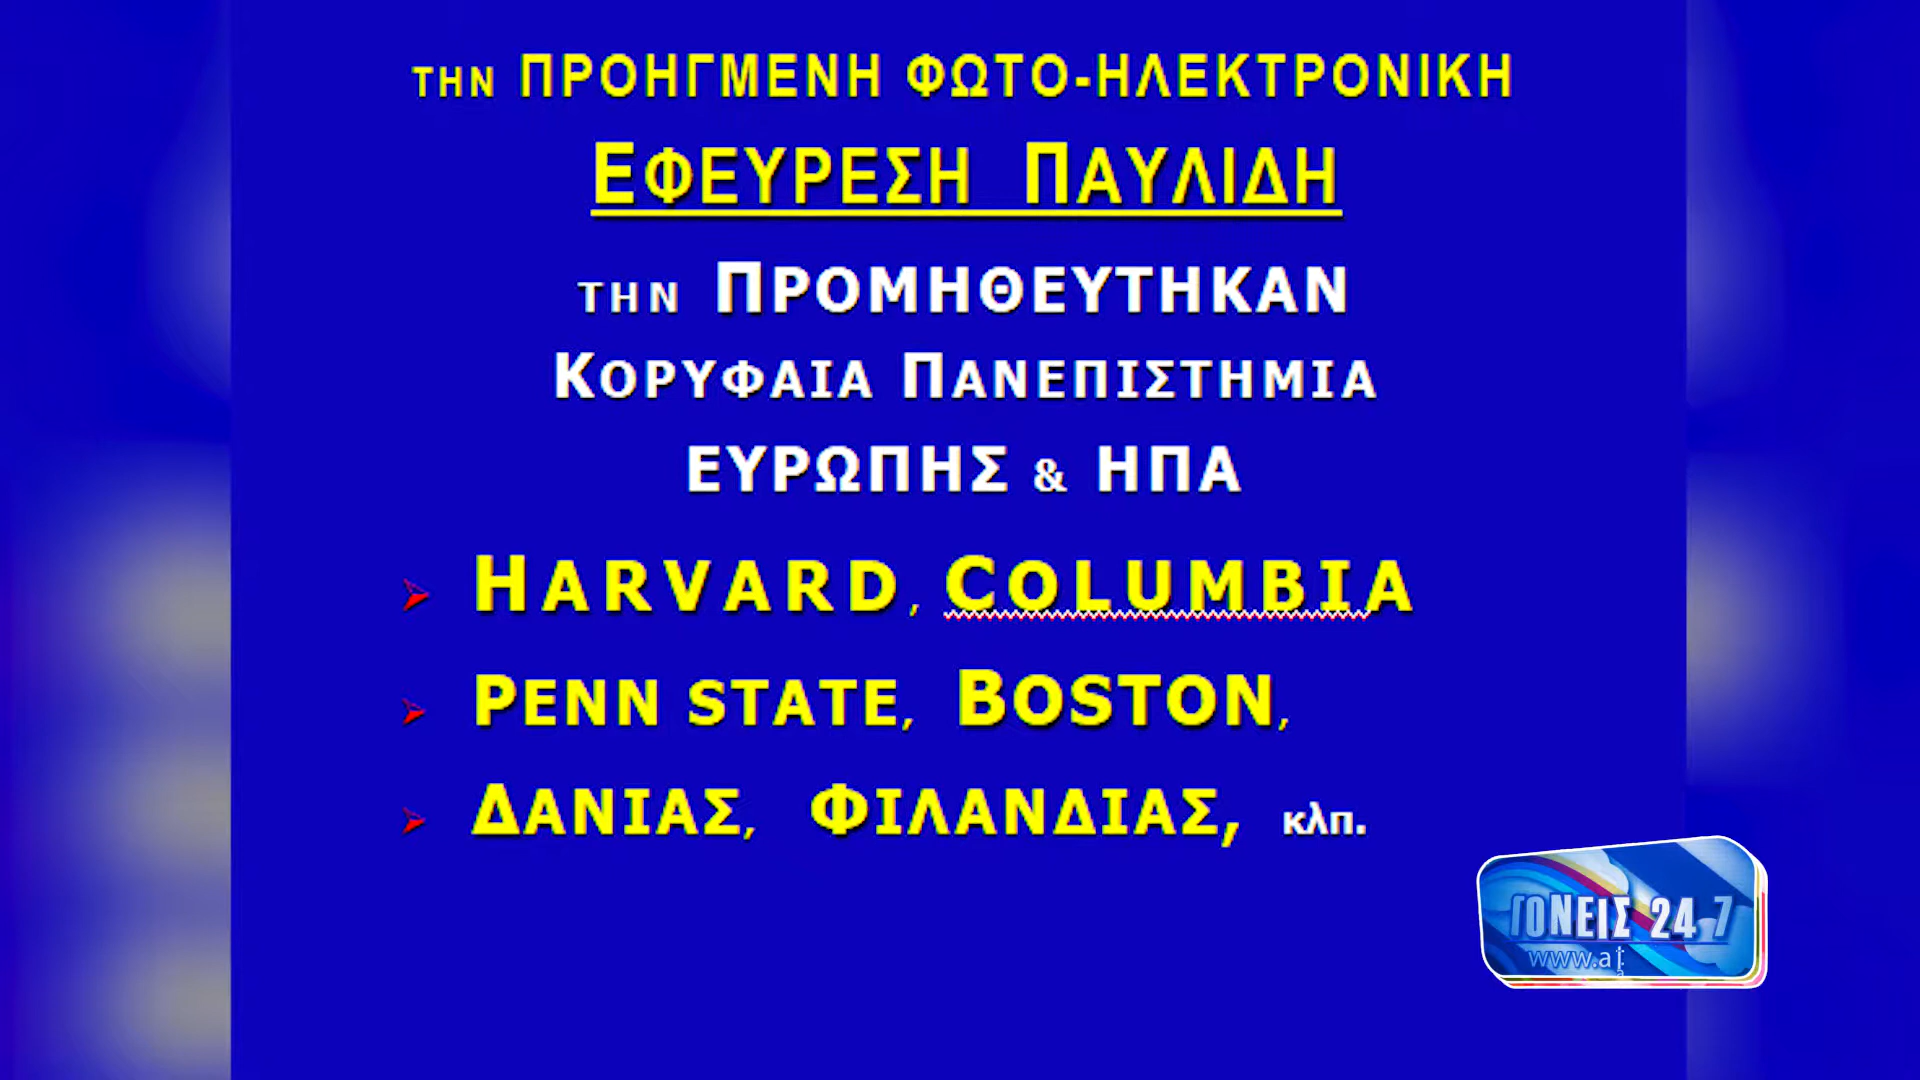 ΤΗΝ ΠΡΟΗΓΜΕΝΗ ΦΩΤΟ-ΗΛΕΚΤΡΟΝΙΚΗ
ΕΦΕΥΡΕΣΗ ΠΑΥΛΙΔΗ
ΤΗΝ ΠΡΟΜΗΘΕΥΤΗΚΑΝ
ΚΟΡΥΦΑΙΑ ΠΑΝΕΠΙΣΤΗΜΙΑ
ΕΥΡΩΠΗΣ & ΗΠΑ
HARVARD, COLUMBIA
PENN STATE, BOSTON,
ΔΑΝΙΑΣ, ΦΙΛΑΝΔΙΑΣ, κλπ.
ΓΟΝΕΙΣ 24 7